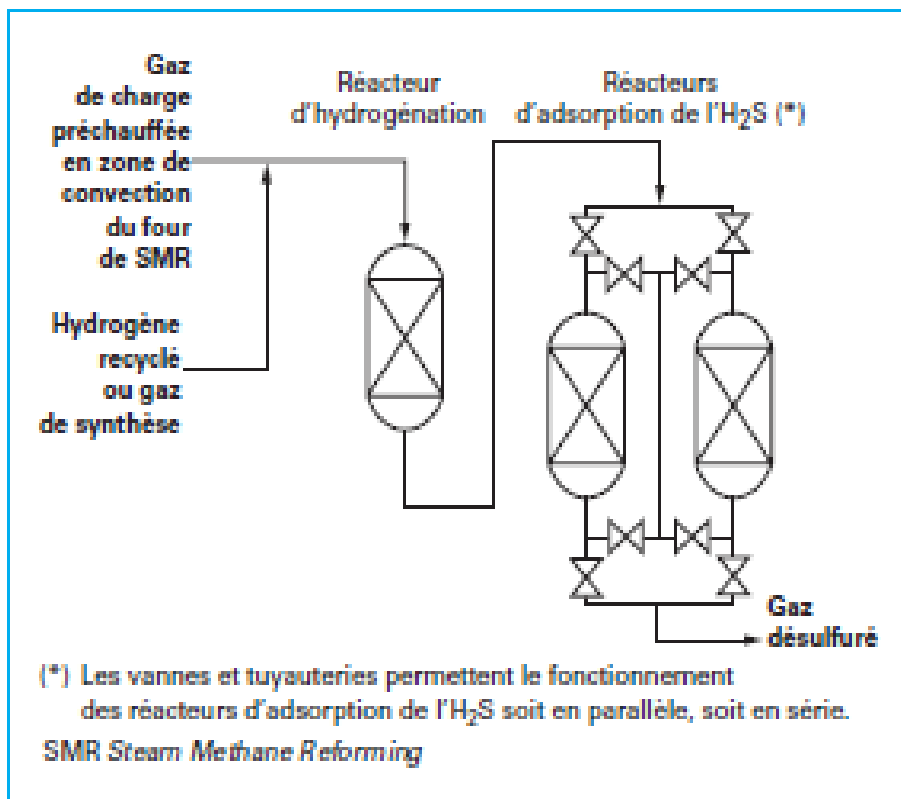 Gaz
de charge
préchauffée
en zone de
convection
du four
de SMR
Réacteur
d'hydrogénation
Réacteurs
d'adsorption de l'H2S (*)
Hydrogène
recyclé
ou gaz
de synthèse
Gaz
désulfuré
(*) Les vannes et tuyauteries permettent le fonctionnement
des réacteurs d'adsorption de l'H2S soit en parallèle, soit en série.
SMR Steam Methane Reforming